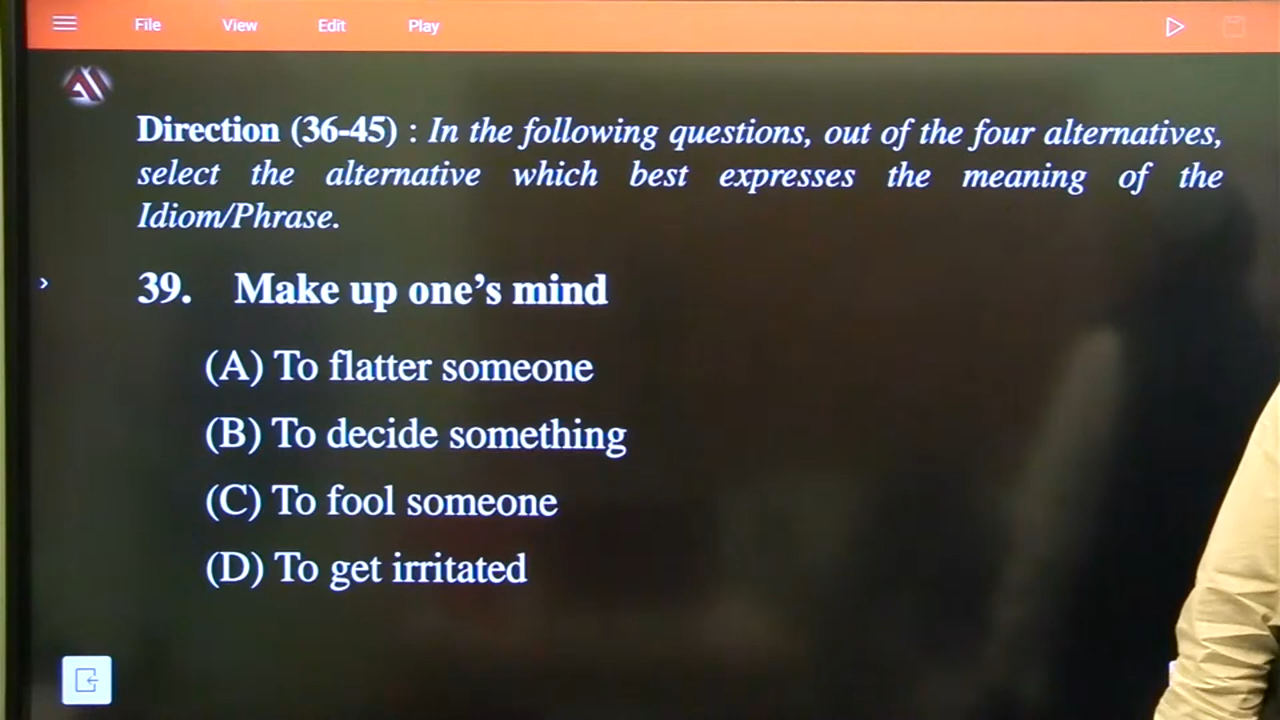 File View Edit Play
Direction (36-45) : In the following questions, out of the four alternatives,
select the alternative which best expresses the meaning of the
Idiom/Phrase.
39. Make up one’s mind
(A) To flatter someone
(B) To decide something
(C) To fool someone
(D) To get irritated